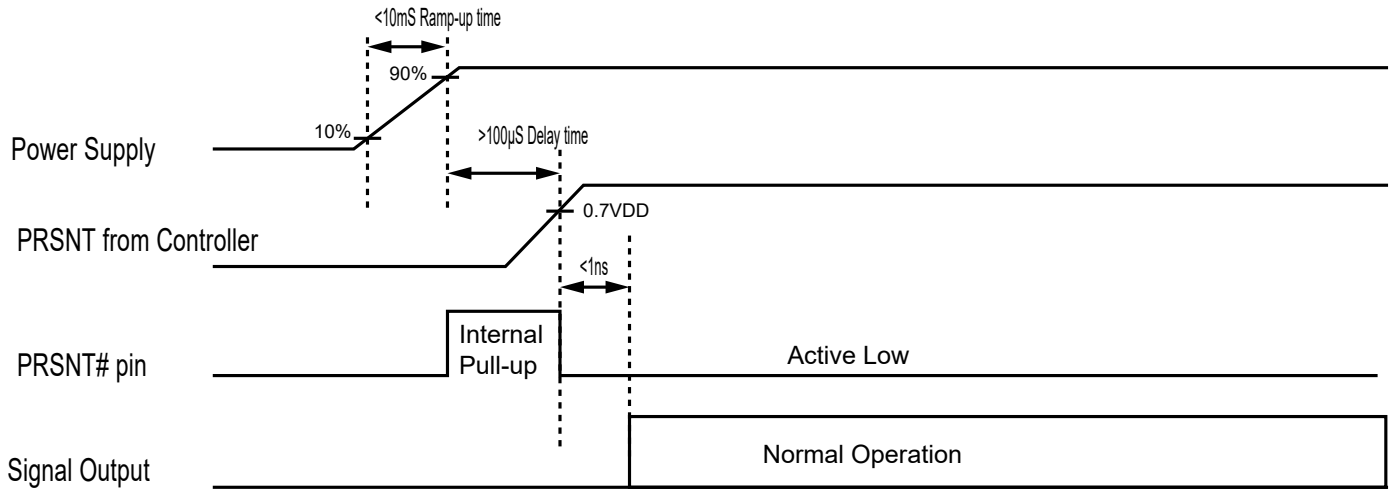 <10mS Ramp-up time
90%
10%
>100µS Delay time
Power Supply
0.7VDD
PRSNT from Controller
<1ns
Internal
Pull-up
PRSNT# pin
Active Low
Normal Operation
Signal Output